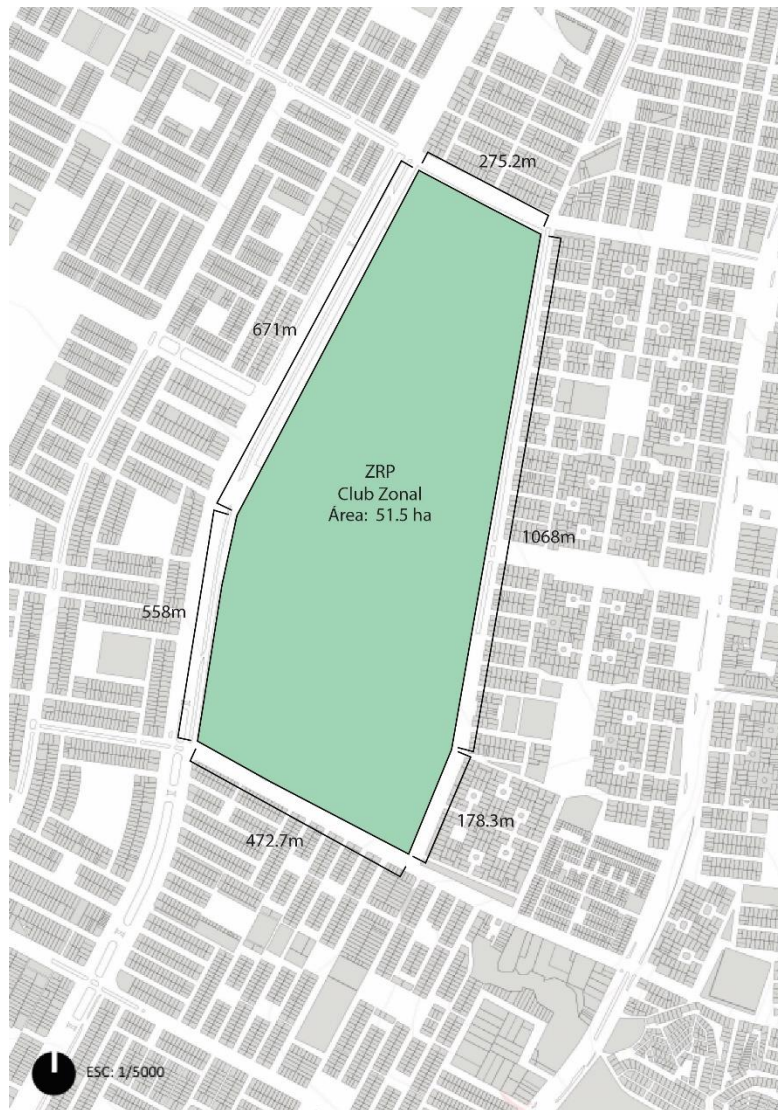 275.2m
671m
ZRP
Club Zonal
Área: 51.5 ha
1068m
558m
178.3m
472.7m
ESC: 1/5000